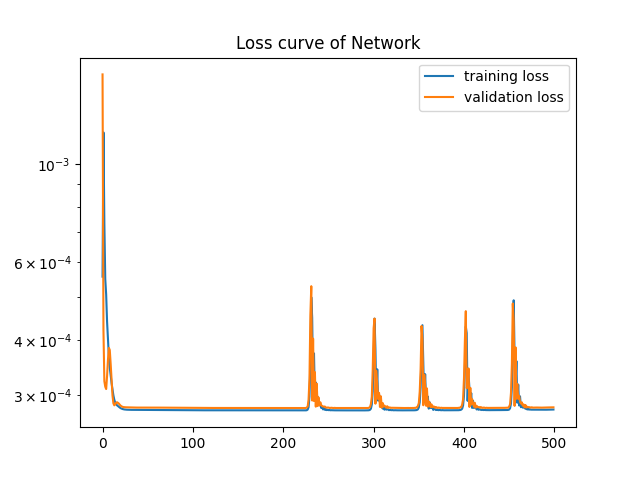 Loss curve of Network
training loss
validation loss
10⁻³
6 × 10⁻⁴
4 × 10⁻⁴
3 × 10⁻⁴
0 100 200 300 400 500